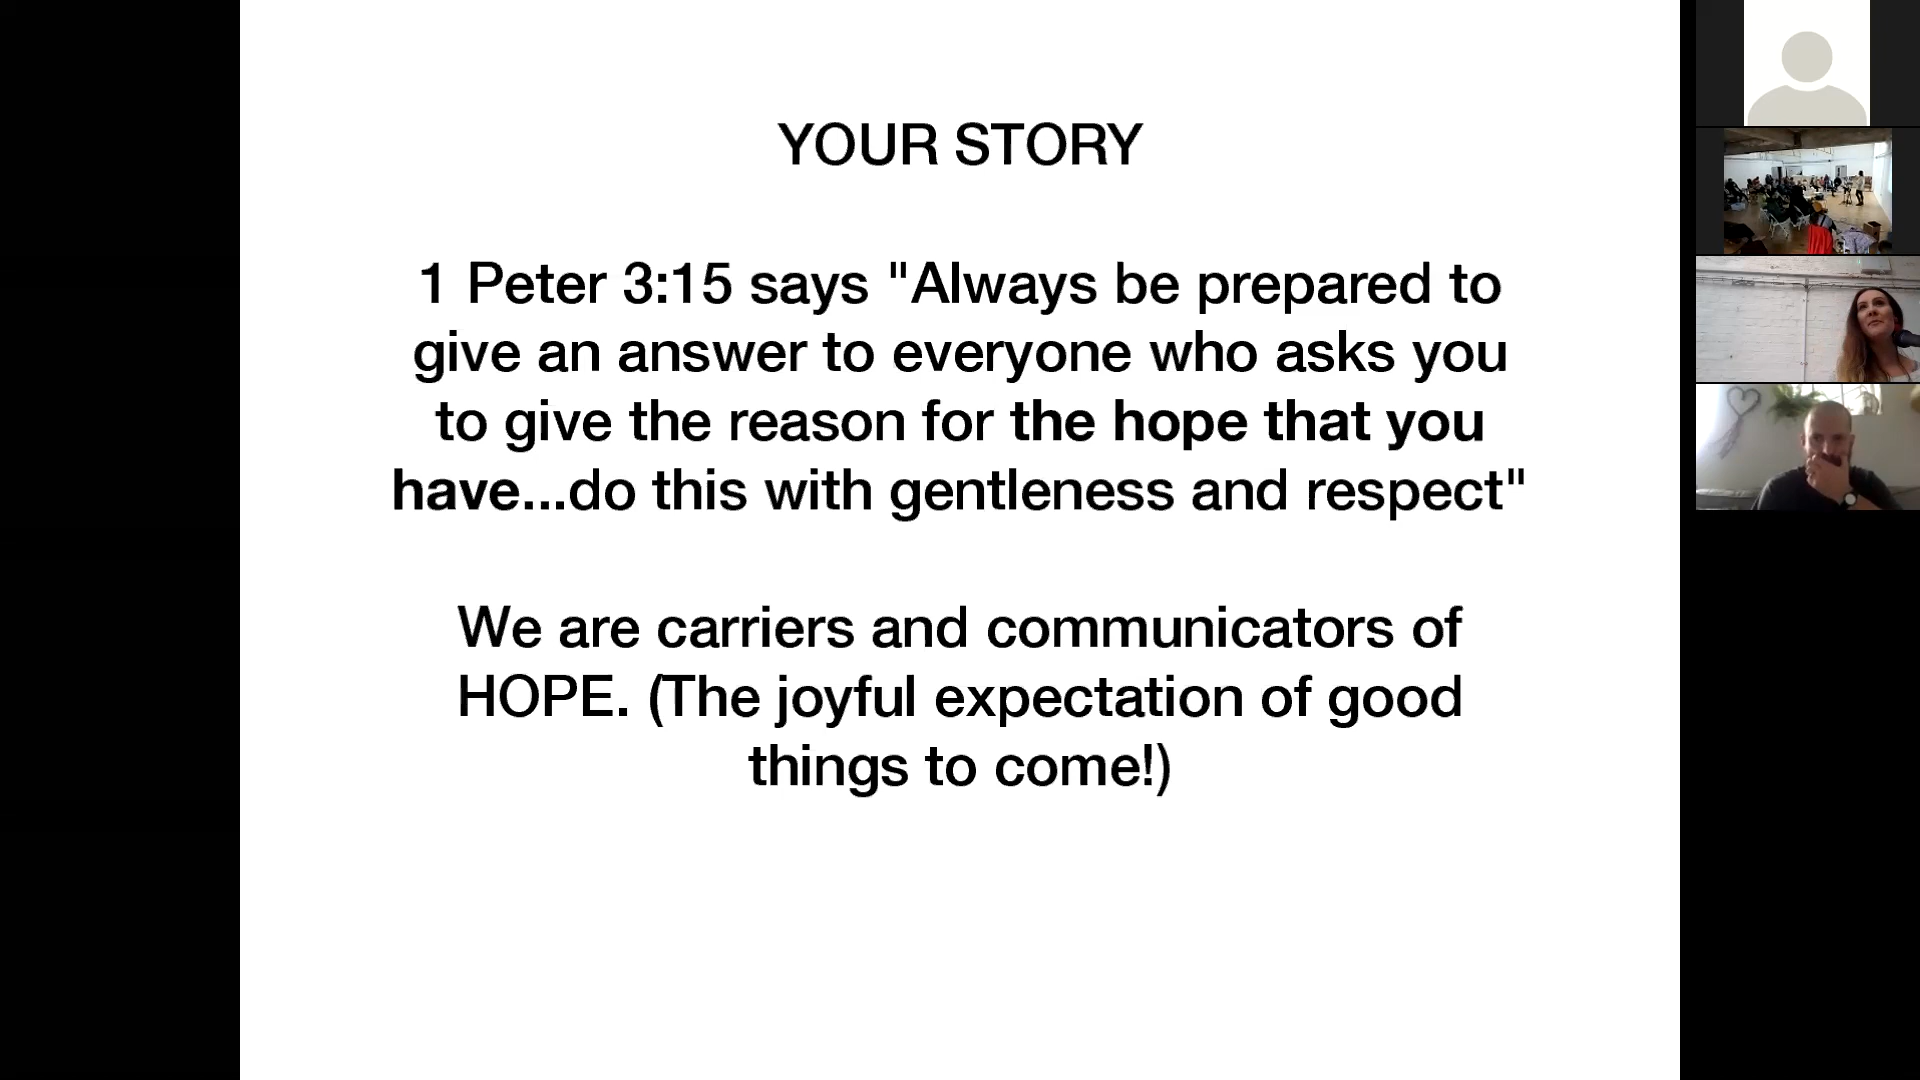 YOUR STORY
1 Peter 3:15 says "Always be prepared to
give an answer to everyone who asks you
to give the reason for the hope that you
have...do this with gentleness and respect"
We are carriers and communicators of
HOPE. (The joyful expectation of good
things to come!)